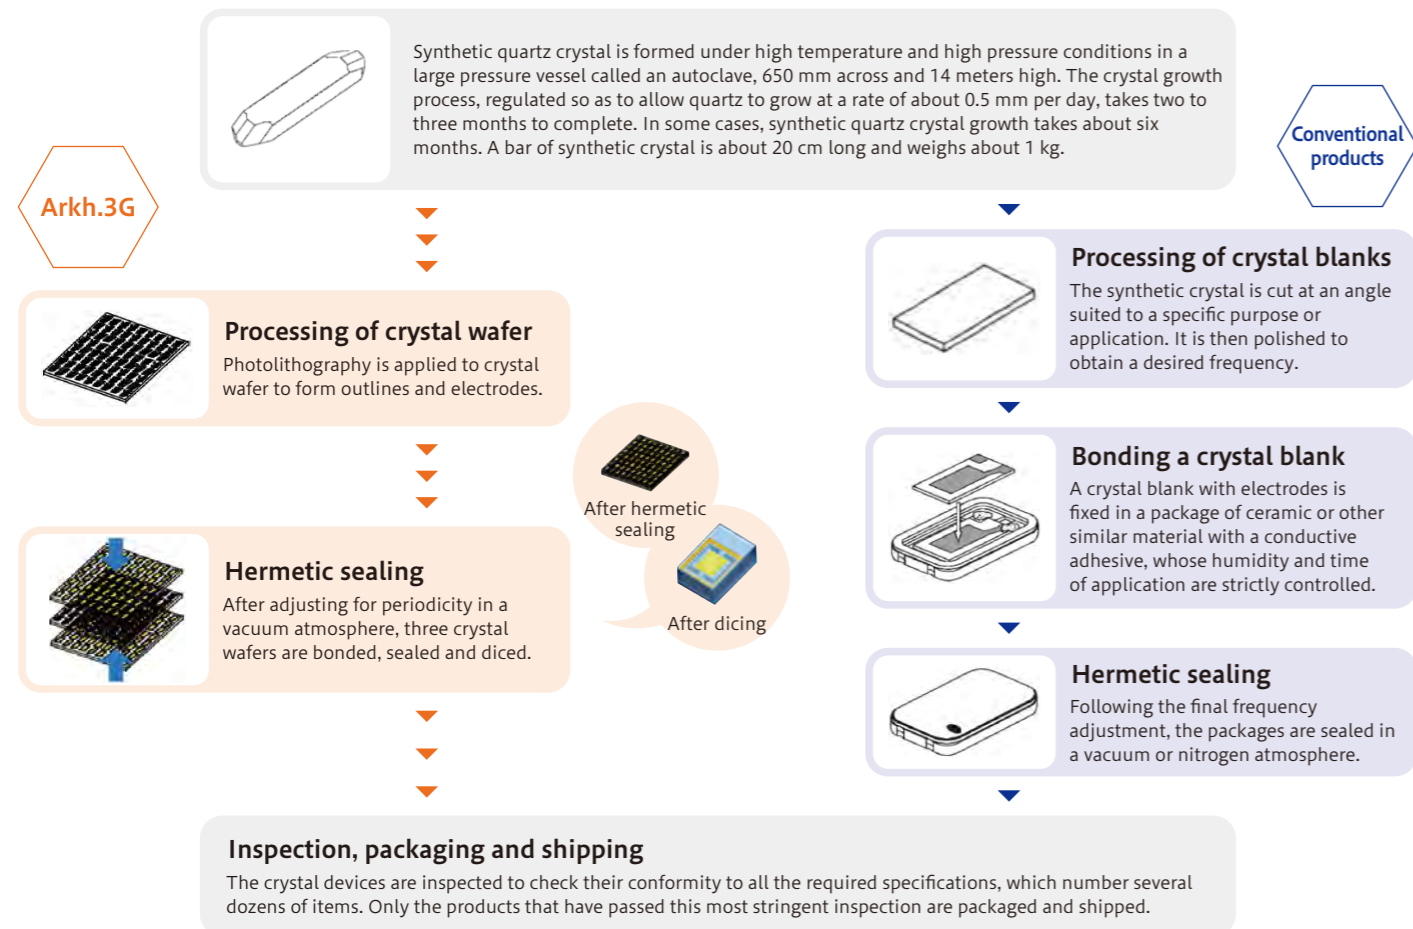 Synthetic quartz crystal is formed under high temperature and high pressure conditions in a
large pressure vessel called an autoclave, 650 mm across and 14 meters high. The crystal growth
process, regulated so as to allow quartz to grow at a rate of about 0.5 mm per day, takes two to
three months to complete. In some cases, synthetic quartz crystal growth takes about six
months. A bar of synthetic crystal is about 20 cm long and weighs about 1 kg.
Arkh.3G
Processing of crystal wafer
Photolithography is applied to crystal
wafer to form outlines and electrodes.
Hermetic sealing
After adjusting for periodicity in a
vacuum atmosphere, three crystal
wafers are bonded, sealed and diced.
After hermetic
sealing
After dicing
Conventional
products
Processing of crystal blanks
The synthetic crystal is cut at an angle
suited to a specific purpose or
application. It is then polished to
obtain a desired frequency.
Bonding a crystal blank
A crystal blank with electrodes is
fixed in a package of ceramic or other
similar material with a conductive
adhesive, whose humidity and time
of application are strictly controlled.
Hermetic sealing
Following the final frequency
adjustment, the packages are sealed in
a vacuum or nitrogen atmosphere.
Inspection, packaging and shipping
The crystal devices are inspected to check their conformity to all the required specifications, which number several
dozens of items. Only the products that have passed this most stringent inspection are packaged and shipped.